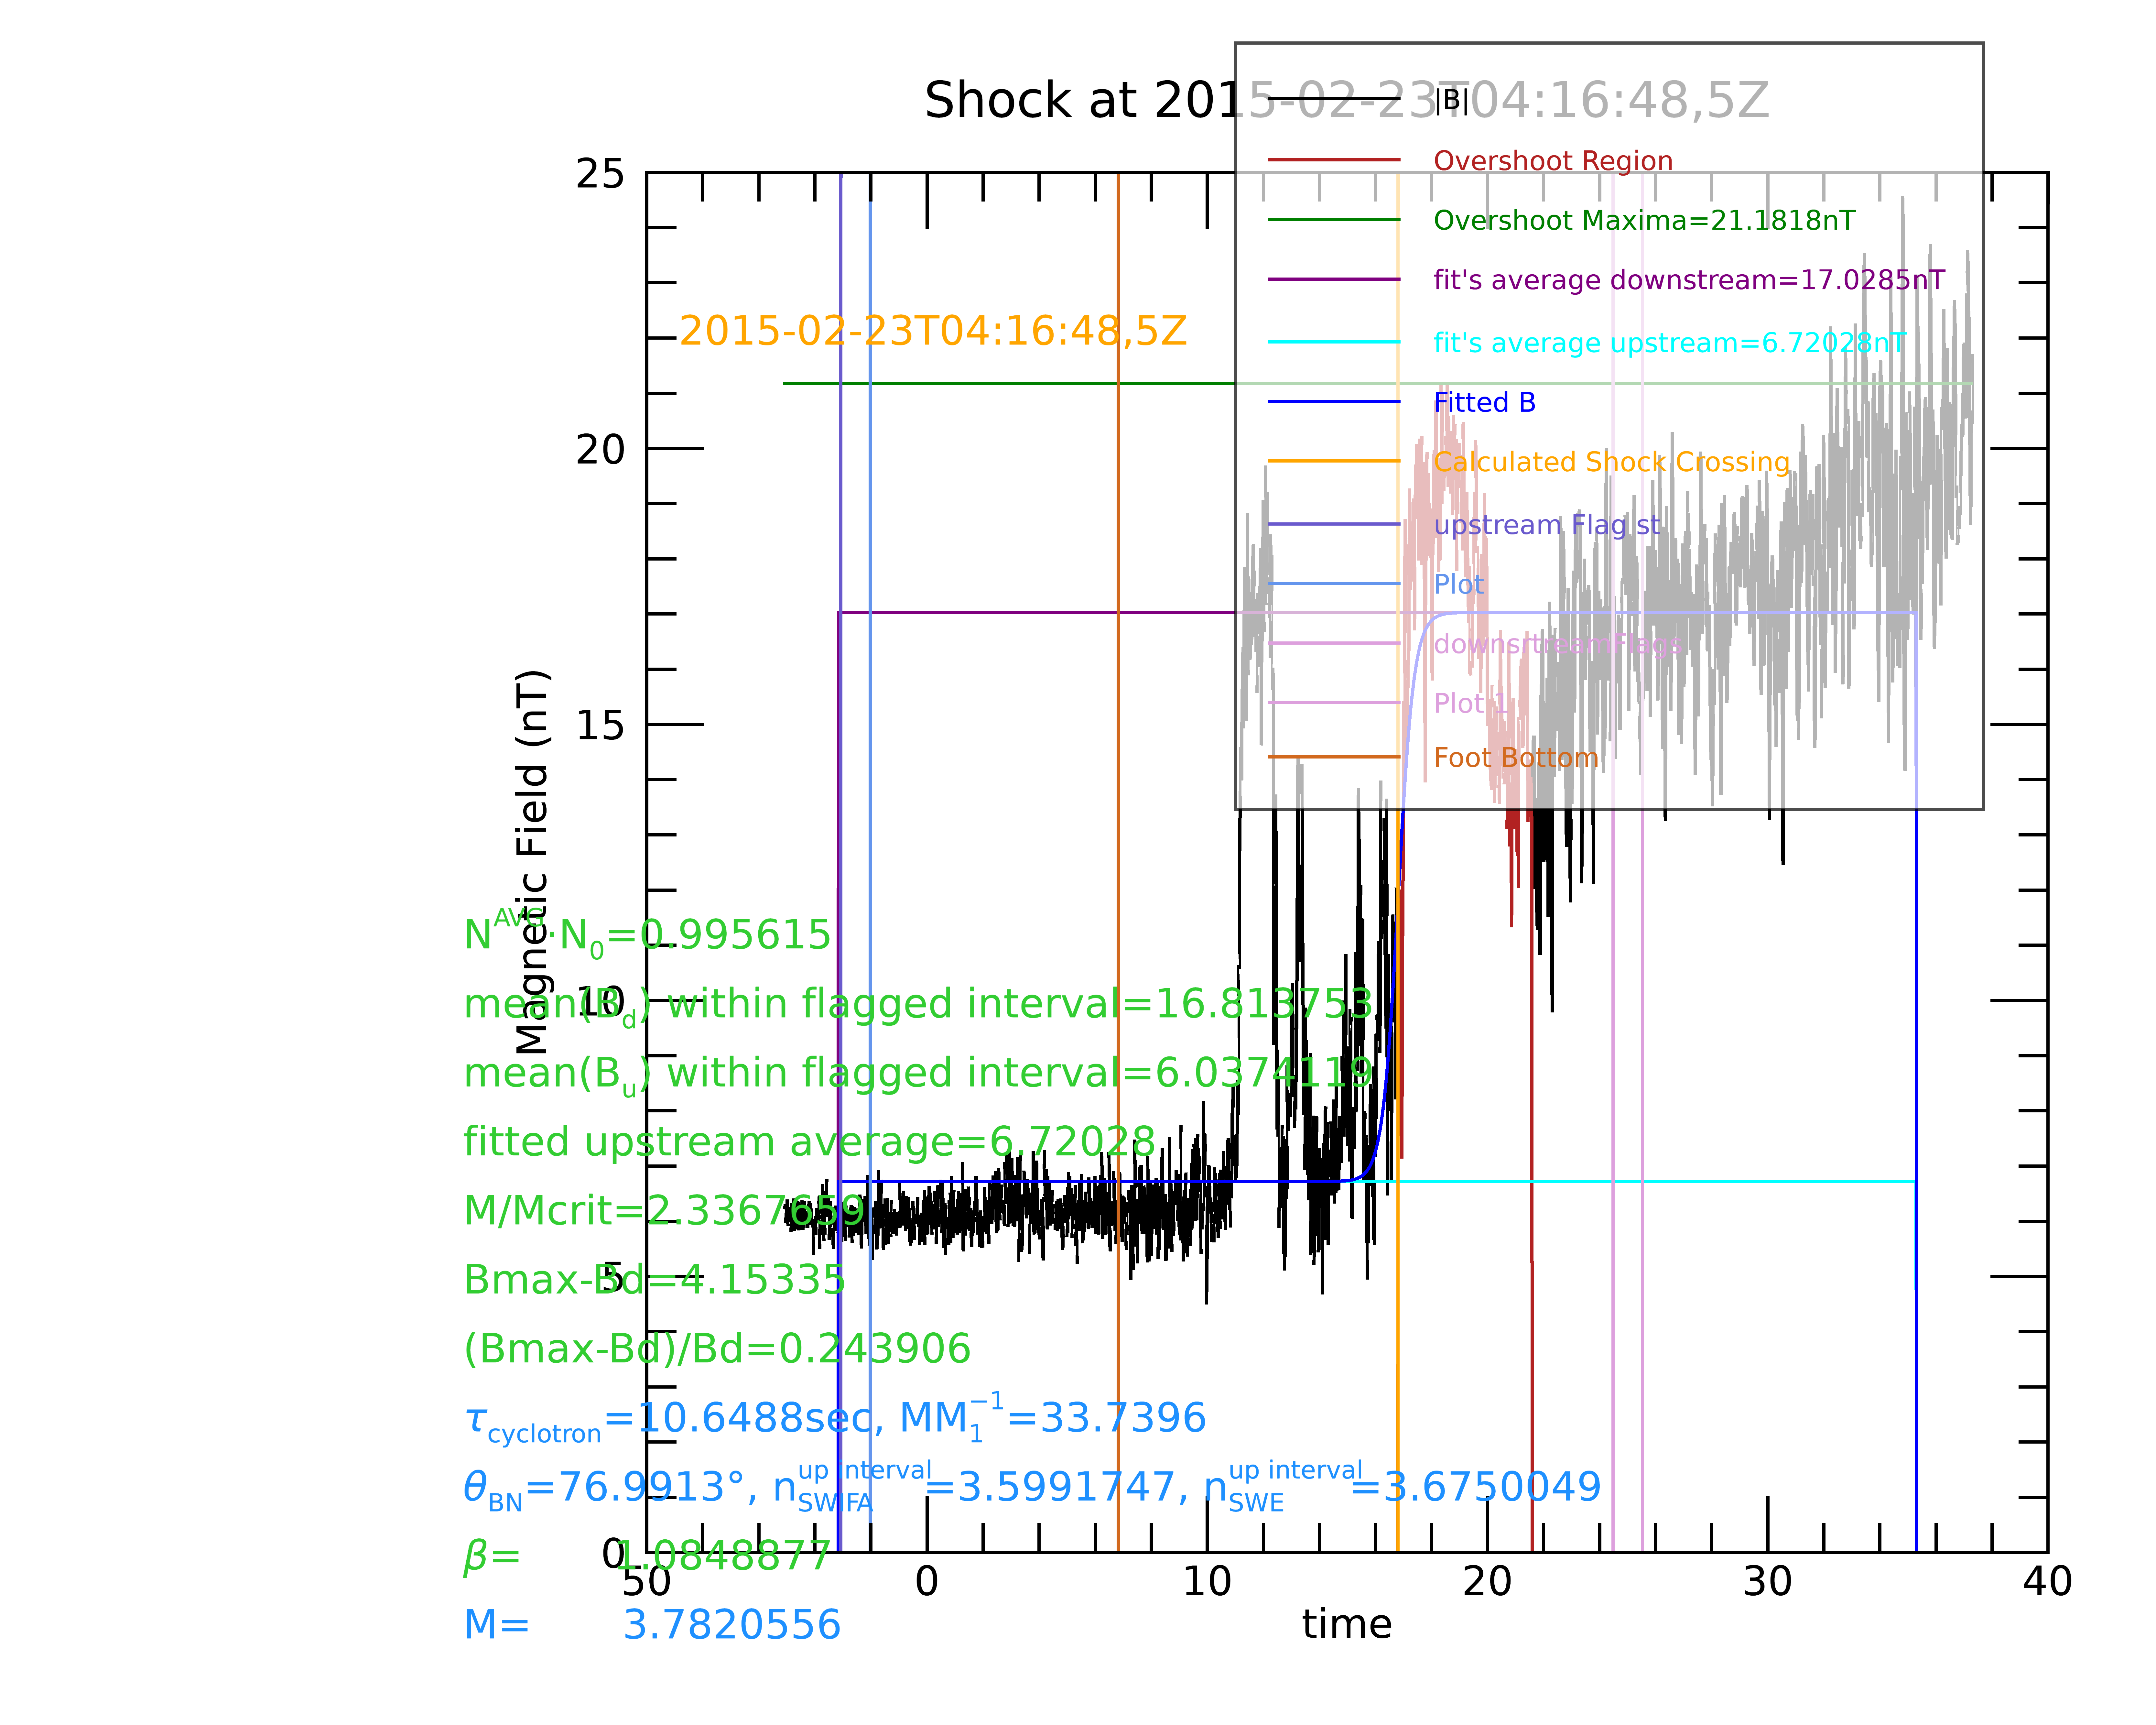 Shock at 2015-02-23T04:16:48,5Z
|B|
Overshoot Region
Overshoot Maxima=21.1818nT
fit's average downstream=17.0285nT
fit's average upstream=6.72028nT
Fitted B
Calculated Shock Crossing
upstream Flag st
Plot
downsrtreamFlags
Plot 1
Foot Bottom
2015-02-23T04:16:48,5Z
25
20
15
10
5
0
Magnetic Field (nT)
N^AVG·N_0=0.995615
mean(B_d) within flagged interval=16.813753
mean(B_u) within flagged interval=6.0374119
fitted upstream average=6.72028
M/Mcrit=2.3367659
Bmax-Bd=4.15335
(Bmax-Bd)/Bd=0.243906
τ_cyclotron=10.6488sec, MM_1^−1=33.7396
θ_BN=76.9913°, n_SWIFA^up interval=3.5991747, n_SWE^up interval=3.6750049
β= 1.0848877
M= 3.7820556
50 0 10 20 30 40
time